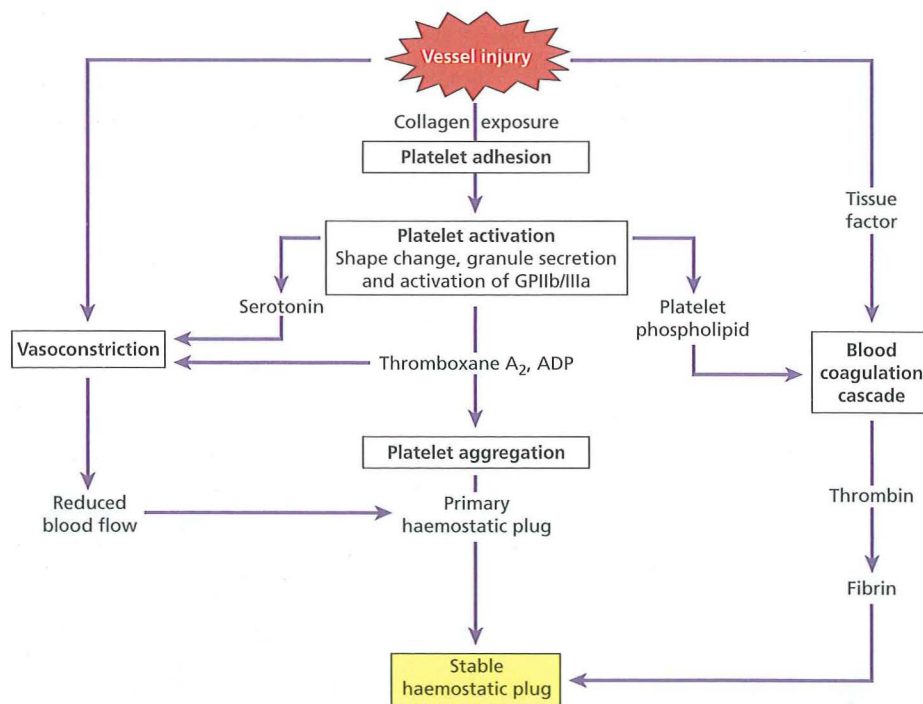 Vessel injury
Collagen exposure
Platelet adhesion
Tissue
factor
Platelet activation
Shape change, granule secretion
and activation of GPIIb/IIIa
Serotonin
Platelet
phospholipid
Vasoconstriction
Thromboxane A₂, ADP
Blood
coagulation
cascade
Platelet aggregation
Reduced
blood flow
Primary
haemostatic plug
Thrombin
Fibrin
Stable
haemostatic plug